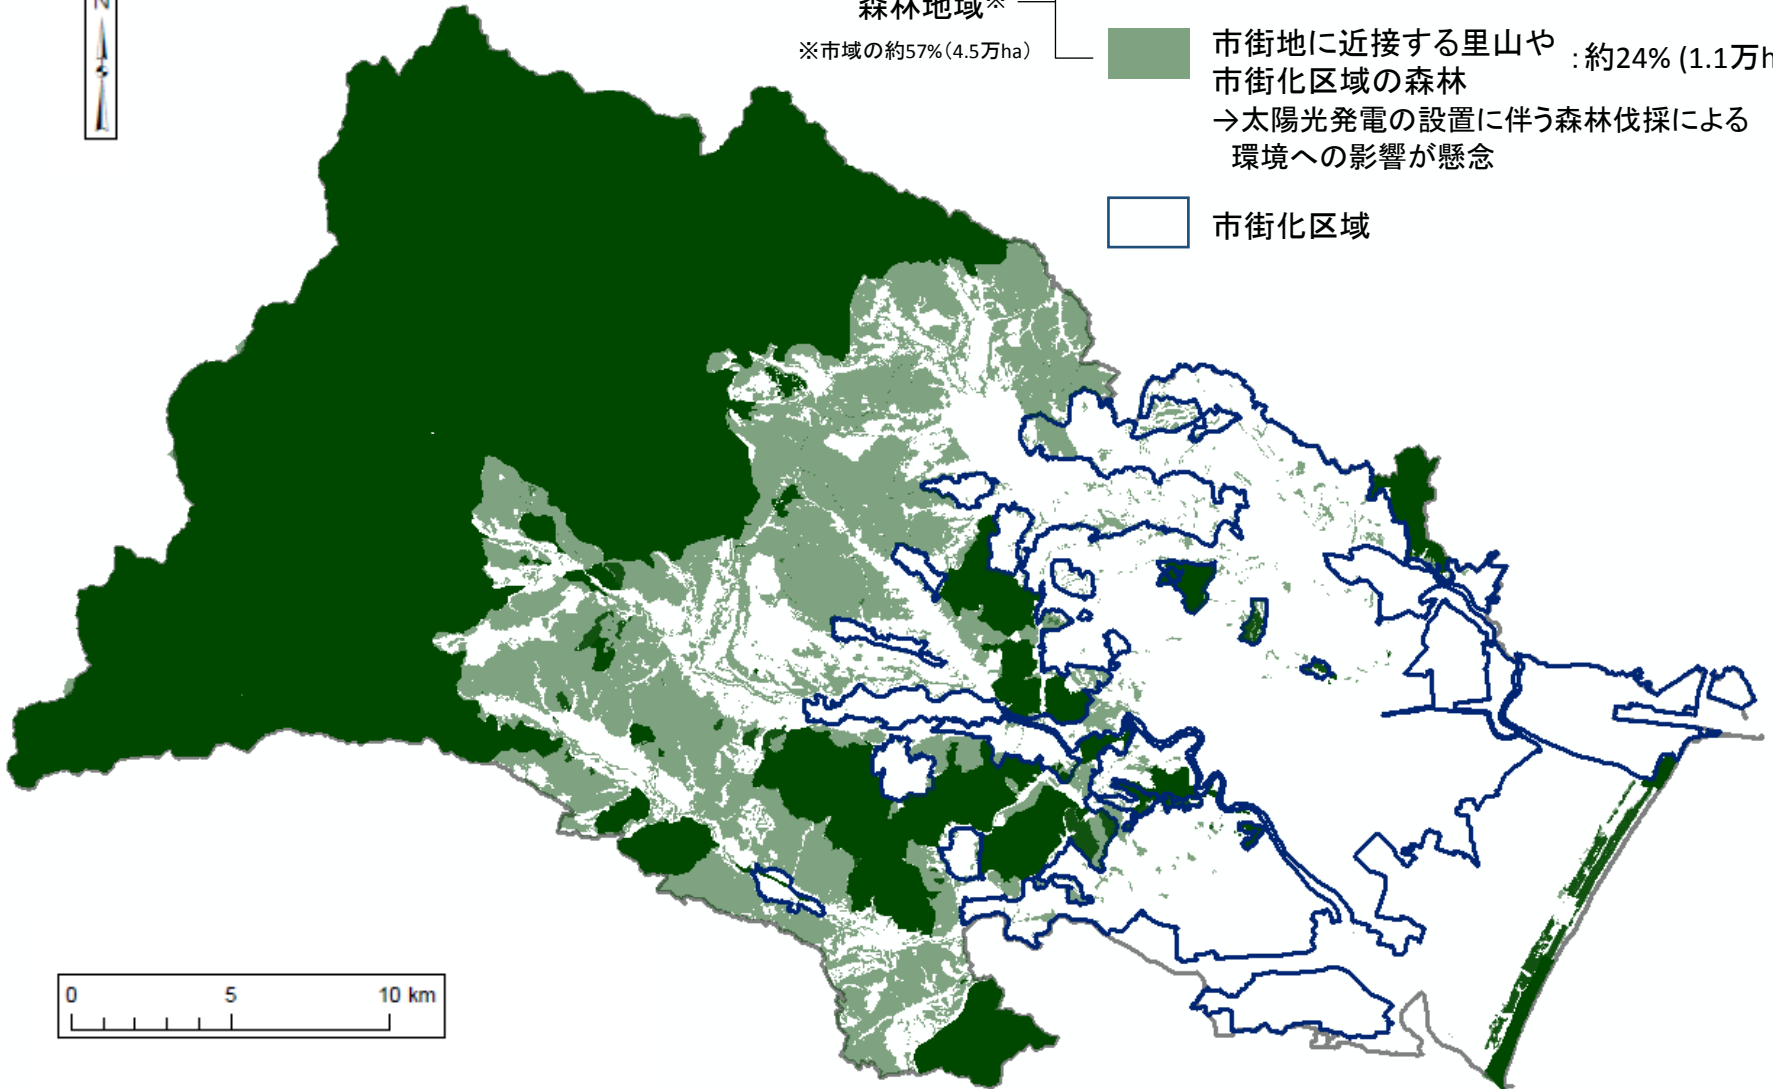 N
森林地域※
※市域の約57%(4.5万ha)
市街地に近接する里山や
市街化区域の森林
:約24% (1.1万h
→太陽光発電の設置に伴う森林伐採による
環境への影響が懸念
市街化区域
0 5 10 km